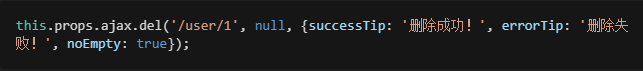 this.props.ajax.del('/user/1', null, {successTip: '删除成功！', errorTip: '删除失
败！', noEmpty: true});